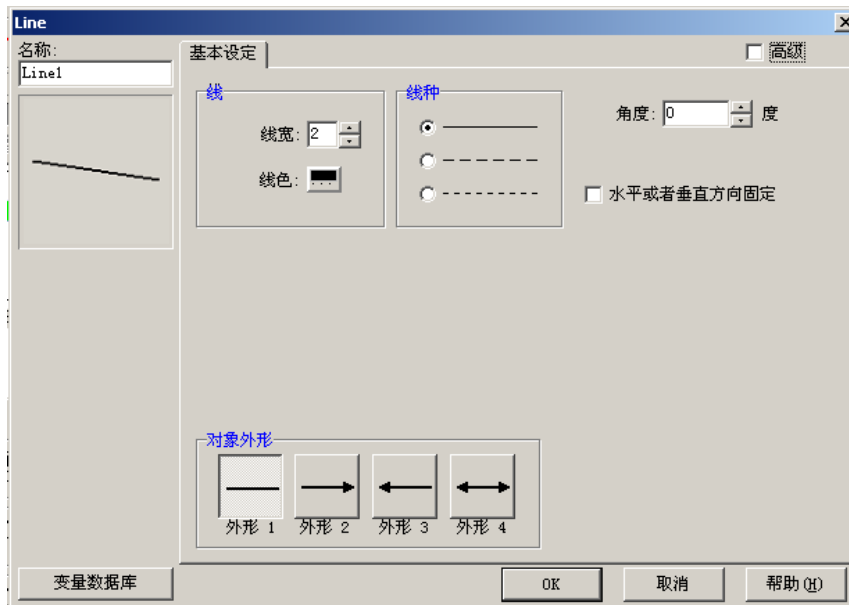 Line
名称:
Line1
基本设定
高级
线
线宽: 2
线色:
线种
角度: 0 度
水平或者垂直方向固定
对象外形
外形 1 外形 2 外形 3 外形 4
变量数据库
OK 取消 帮助(H)